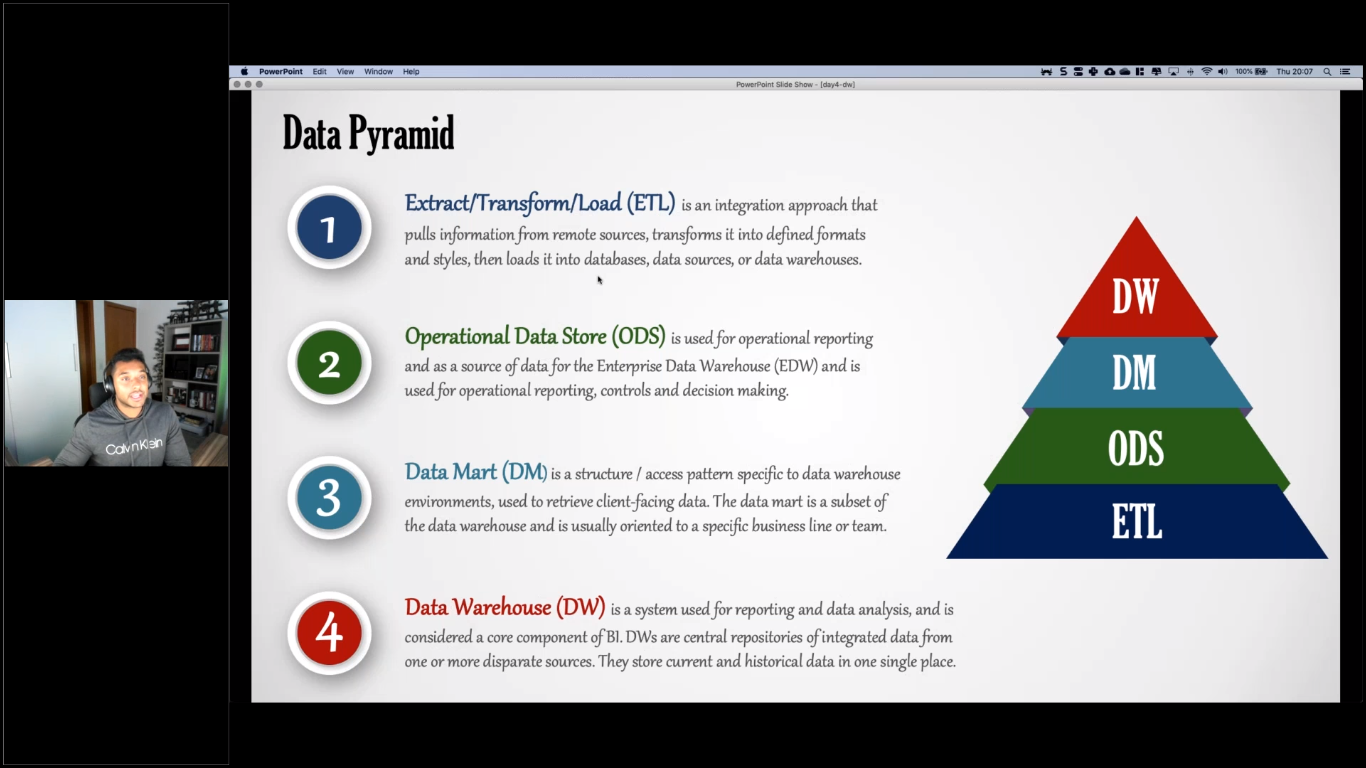 PowerPoint Edit View Window Help
100% Thu 20:07
PowerPoint Slide Show - [day4-dw]
Data Pyramid
1
Extract/Transform/Load (ETL) is an integration approach that
pulls information from remote sources, transforms it into defined formats
and styles, then loads it into databases, data sources, or data warehouses.
2
Operational Data Store (ODS) is used for operational reporting
and as a source of data for the Enterprise Data Warehouse (EDW) and is
used for operational reporting, controls and decision making.
3
Data Mart (DM) is a structure / access pattern specific to data warehouse
environments, used to retrieve client-facing data. The data mart is a subset of
the data warehouse and is usually oriented to a specific business line or team.
4
Data Warehouse (DW) is a system used for reporting and data analysis, and is
considered a core component of BI. DWs are central repositories of integrated data from
one or more disparate sources. They store current and historical data in one single place.
DW
DM
ODS
ETL
Calvin Klein